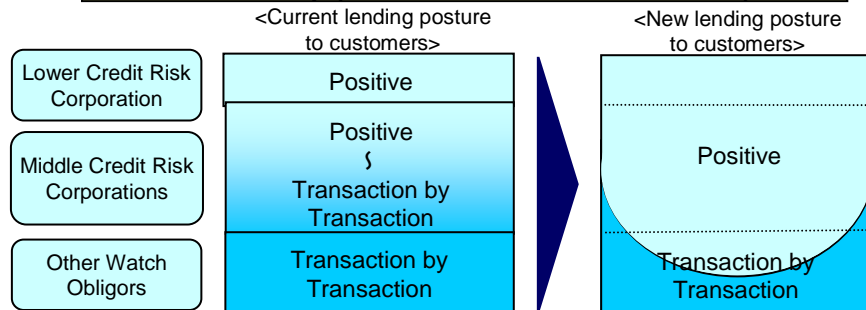 <Current lending posture
to customers>
<New lending posture
to customers>
Lower Credit Risk
Corporation
Positive
Middle Credit Risk
Corporations
Positive
Transaction by
Transaction
Positive
Other Watch
Obligors
Transaction by
Transaction
Transaction by
Transaction